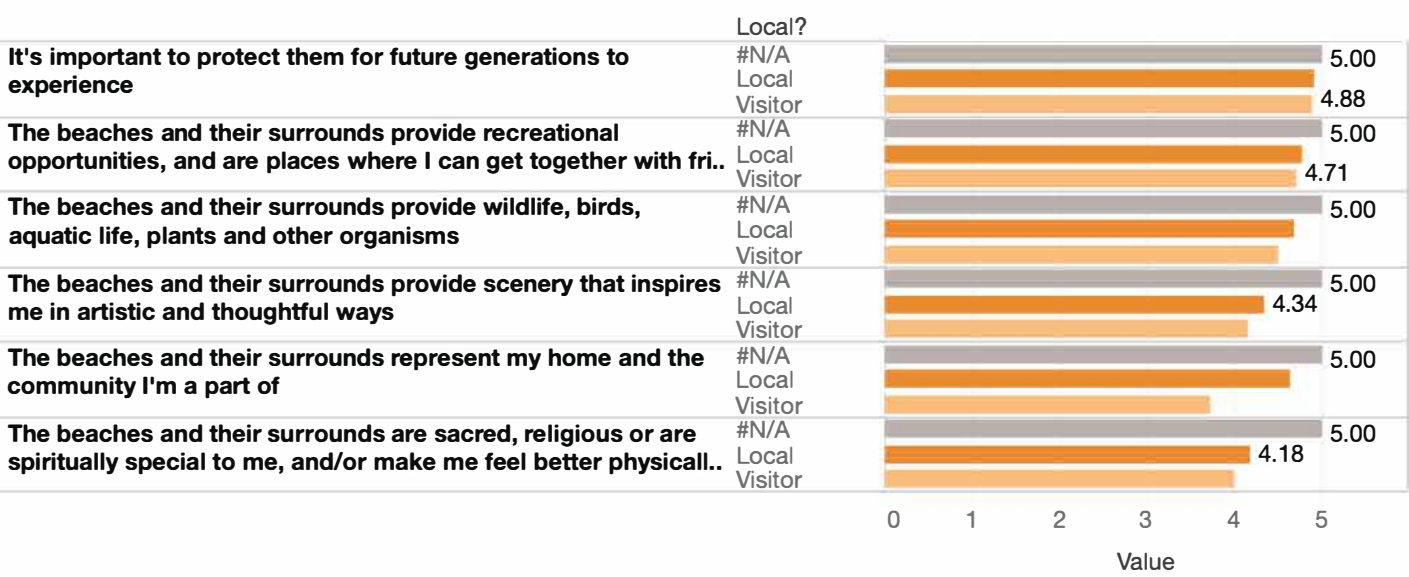 Local?
It's important to protect them for future generations to
experience
#N/A
Local
Visitor
5.00
4.88
The beaches and their surrounds provide recreational
opportunities, and are places where I can get together with fri..
#N/A
Local
Visitor
5.00
4.71
The beaches and their surrounds provide wildlife, birds,
aquatic life, plants and other organisms
#N/A
Local
Visitor
5.00
The beaches and their surrounds provide scenery that inspires
me in artistic and thoughtful ways
#N/A
Local
Visitor
5.00
4.34
The beaches and their surrounds represent my home and the
community I'm a part of
#N/A
Local
Visitor
5.00
The beaches and their surrounds are sacred, religious or are
spiritually special to me, and/or make me feel better physicall..
#N/A
Local
Visitor
5.00
4.18
0 1 2 3 4 5
Value